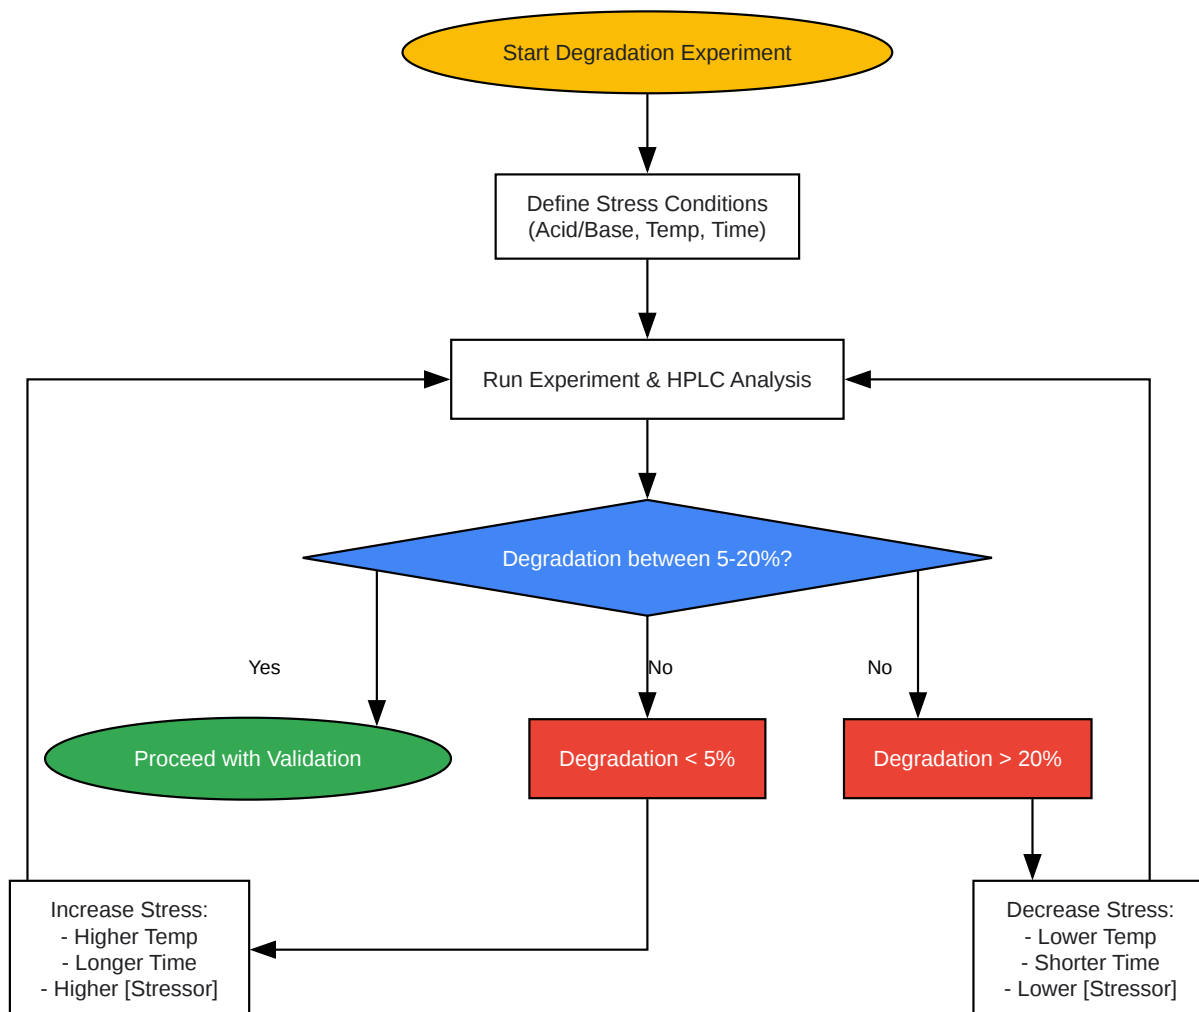 Start Degradation Experiment
Define Stress Conditions
(Acid/Base, Temp, Time)
Run Experiment & HPLC Analysis
Degradation between 5-20%?
Yes
No
No
Proceed with Validation
Degradation < 5%
Degradation > 20%
Increase Stress:
- Higher Temp
- Longer Time
- Higher [Stressor]
Decrease Stress:
- Lower Temp
- Shorter Time
- Lower [Stressor]